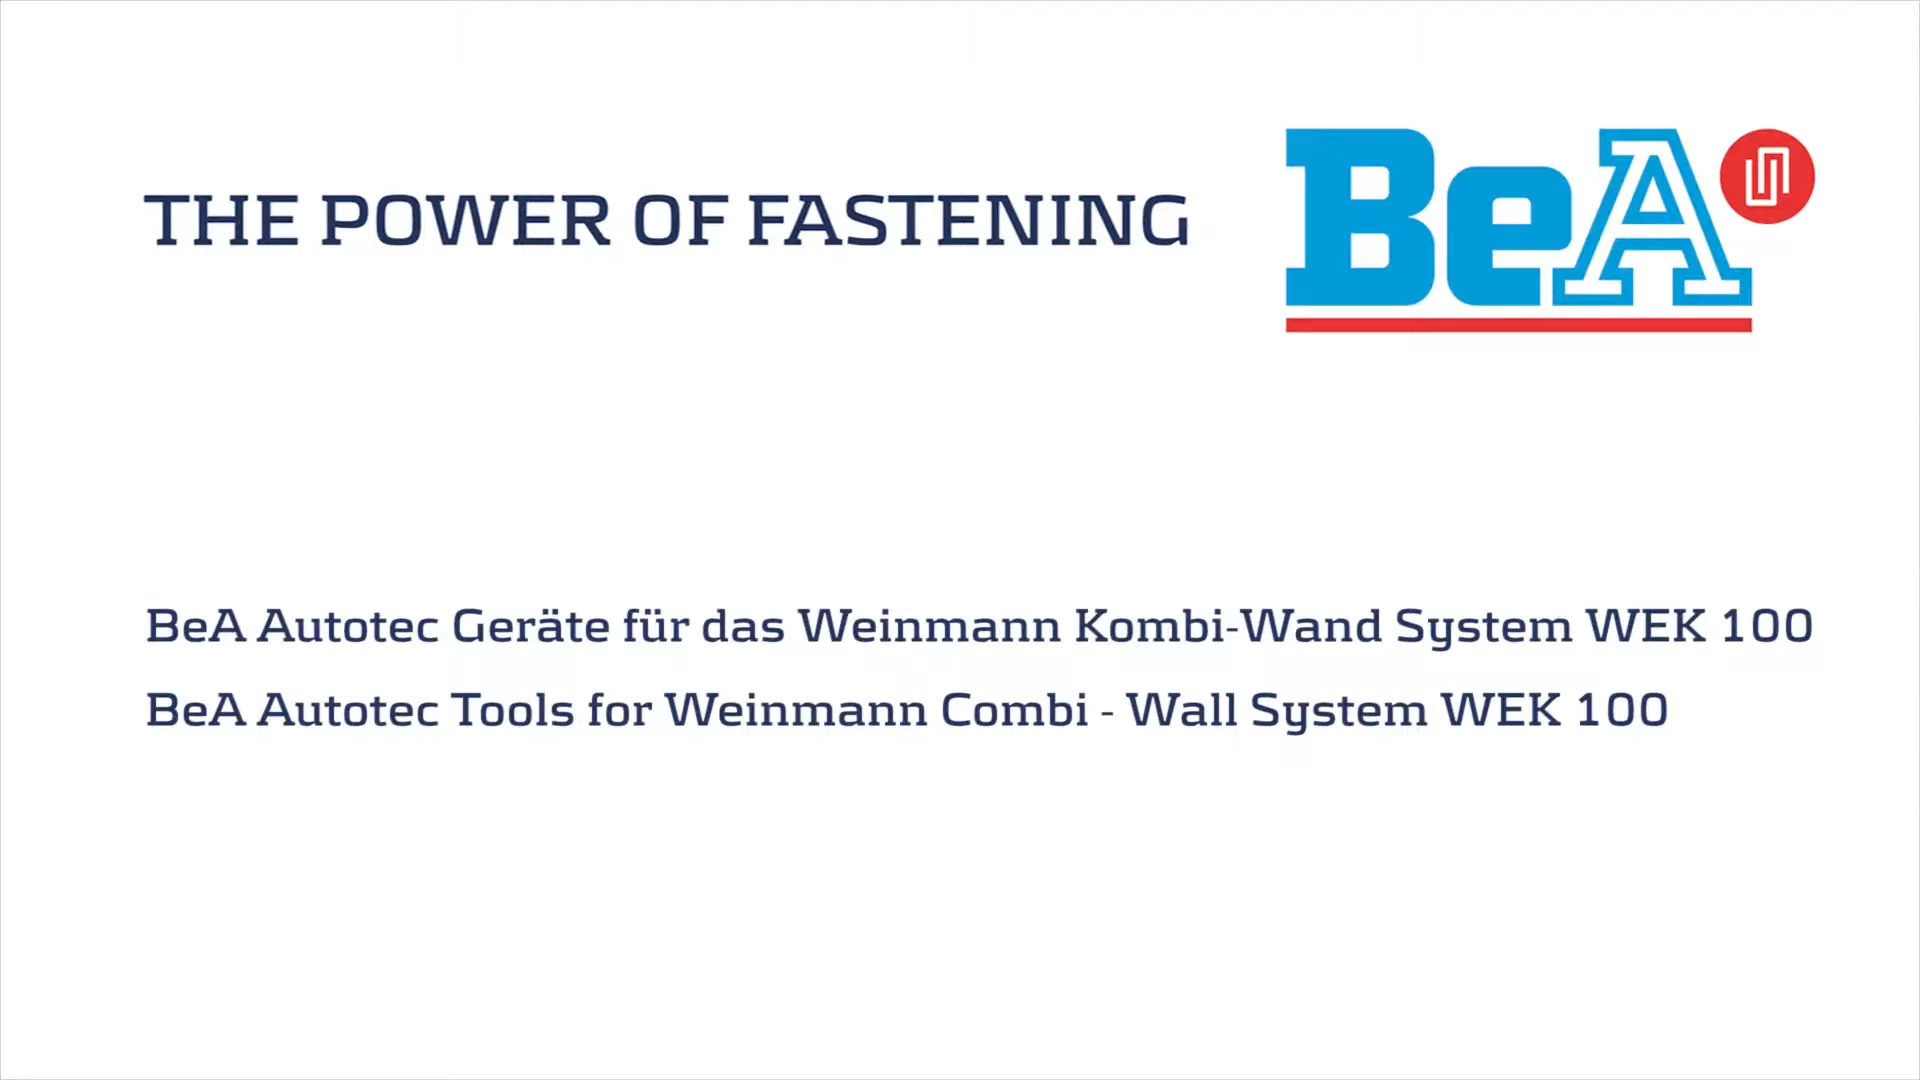 THE POWER OF FASTENING
BeA
BeA Autotec Geräte für das Weinmann Kombi-Wand System WEK 100
BeA Autotec Tools for Weinmann Combi - Wall System WEK 100